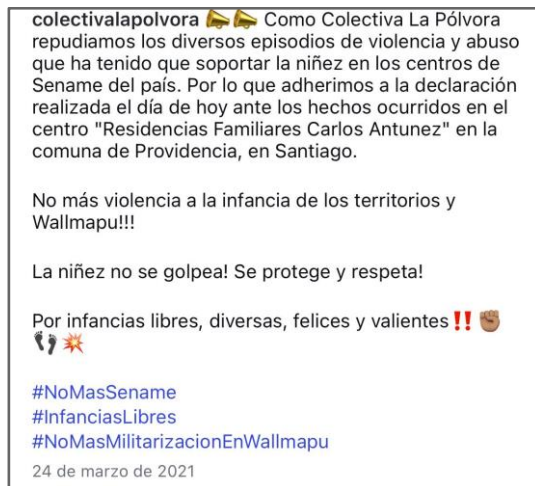 colectivalapolvora 📣📣 Como Colectiva La Pólvora
repudiamos los diversos episodios de violencia y abuso
que ha tenido que soportar la niñez en los centros de
Sename del país. Por lo que adherimos a la declaración
realizada el día de hoy ante los hechos ocurridos en el
centro "Residencias Familiares Carlos Antunez" en la
comuna de Providencia, en Santiago.
No más violencia a la infancia de los territorios y
Wallmapu!!!
La niñez no se golpea! Se protege y respeta!
Por infancias libres, diversas, felices y valientes‼️ ✊🏽
👣 💥
#NoMasSename
#InfanciasLibres
#NoMasMilitarizacionEnWallmapu
24 de marzo de 2021